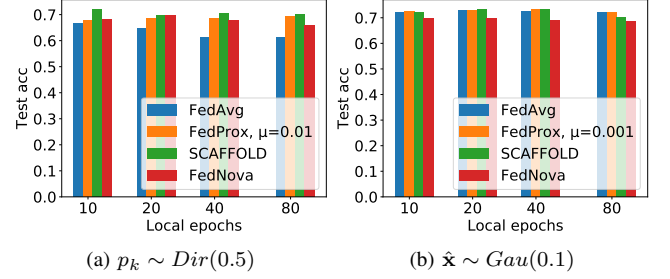 0.7
0.6
0.5
0.4
0.3
0.2
0.1
0.0
Test acc
FedAvg
FedProx, μ=0.01
SCAFFOLD
FedNova
10 20 40 80
Local epochs
(a) p_k ∼ Dir(0.5)
0.7
0.6
0.5
0.4
0.3
0.2
0.1
0.0
Test acc
FedAvg
FedProx, μ=0.001
SCAFFOLD
FedNova
10 20 40 80
Local epochs
(b) x̂ ∼ Gau(0.1)